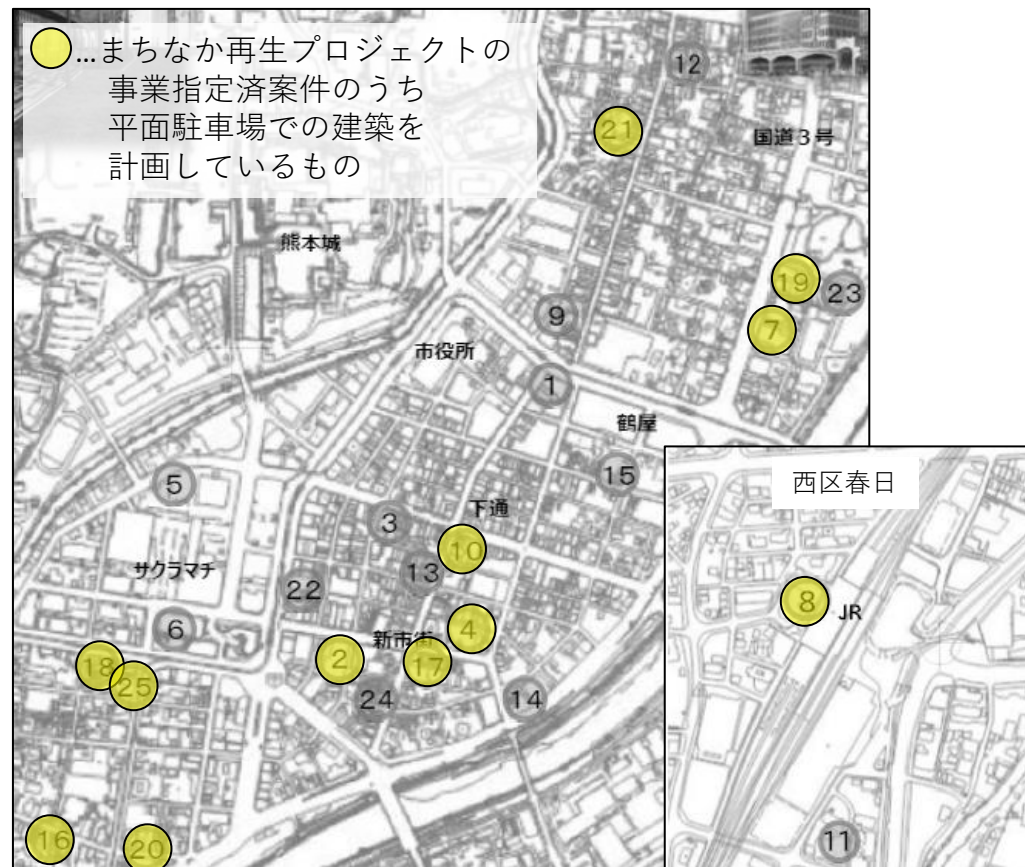 …まちなか再生プロジェクトの
事業指定済案件のうち
平面駐車場での建築を
計画しているもの
12
21
国道3号
熊本城
19
23
9
7
市役所
1
鶴屋
15
5
西区春日
3
下通
10
サクラマチ
13
22
8
JR
6
4
新市街
2
17
18
25
24
14
16
20
11